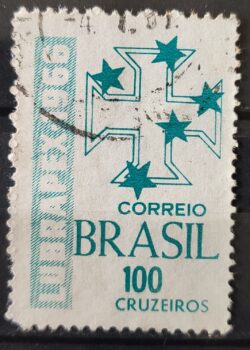 LUBRAPEX 1966
CORREIO
BRASIL
100
CRUZEIROS